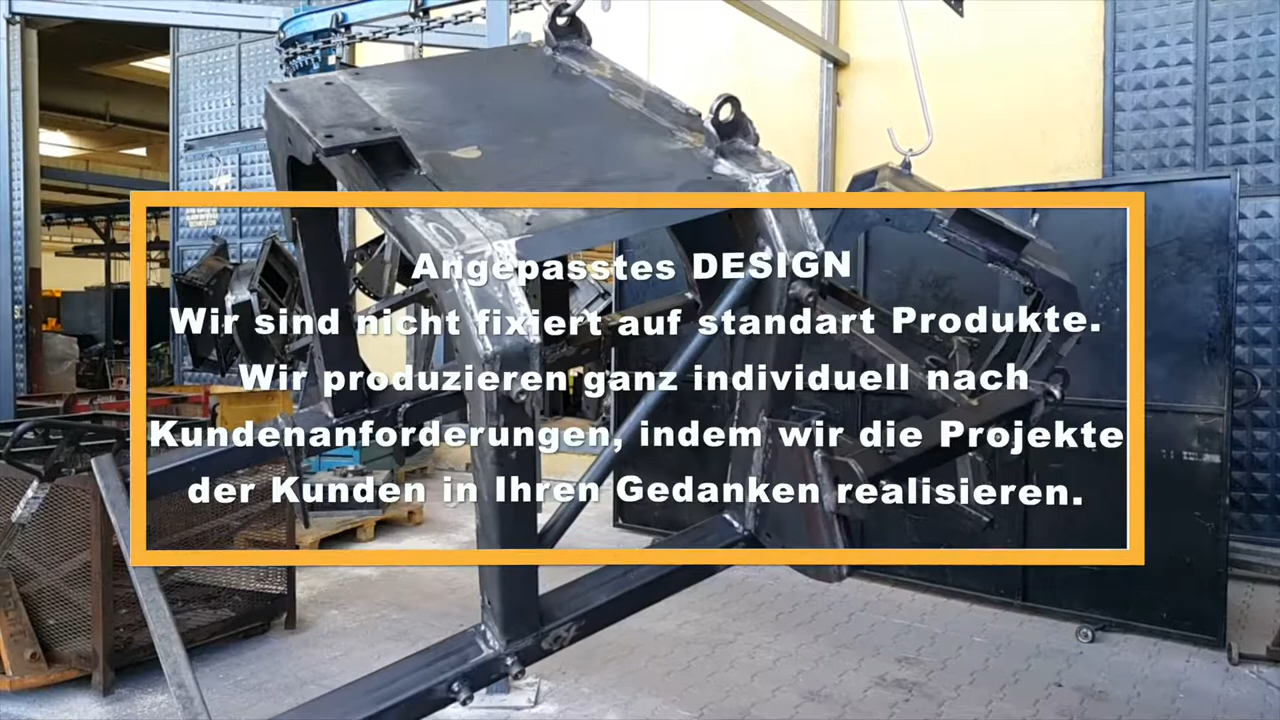 Angepasstes DESIGN
Wir sind nicht fixiert auf standart Produkte.
Wir produzieren ganz individuell nach
Kundenanforderungen, indem wir die Projekte
der Kunden in Ihren Gedanken realisieren.